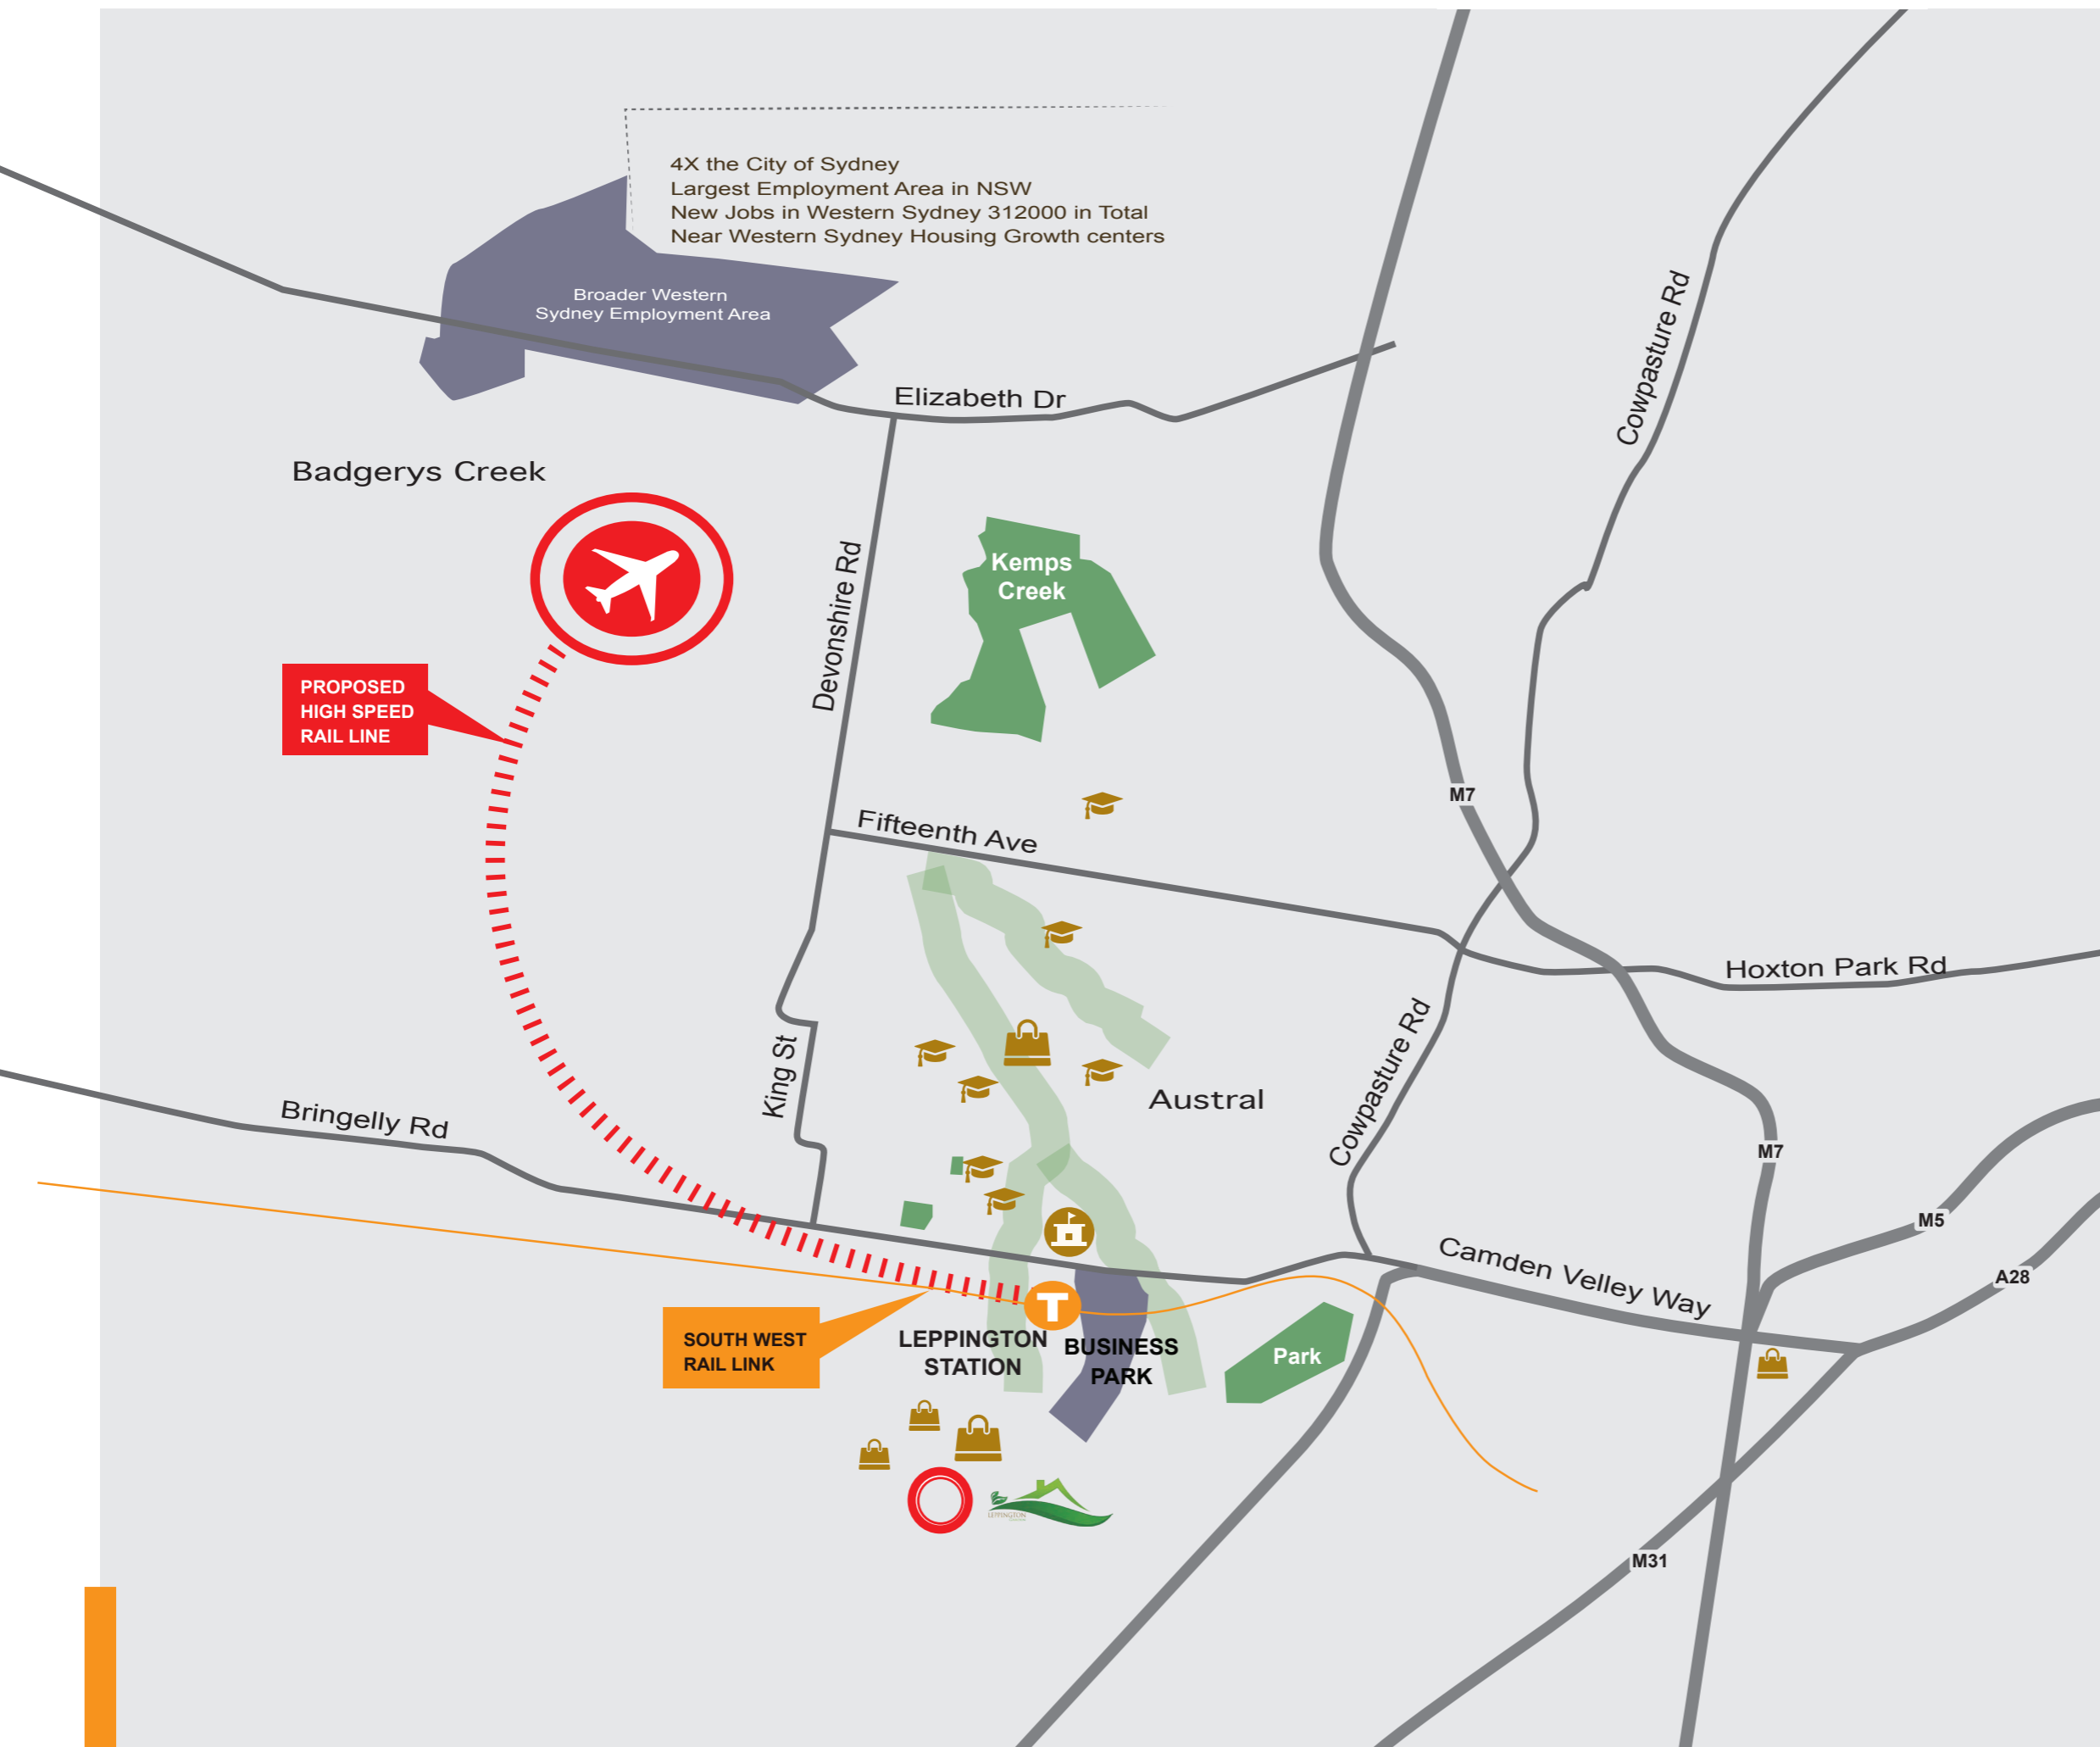 4X the City of Sydney
Largest Employment Area in NSW
New Jobs in Western Sydney 312000 in Total
Near Western Sydney Housing Growth centers
Broader Western
Sydney Employment Area
Elizabeth Dr
Cowpasture Rd
Badgerys Creek
Kemps
Creek
Devonshire Rd
PROPOSED
HIGH SPEED
RAIL LINE
M7
Fifteenth Ave
Hoxton Park Rd
King St
Cowpasture Rd
Austral
Bringelly Rd
M7
M5
Camden Velley Way
A28
T
SOUTH WEST
RAIL LINK
LEPPINGTON
STATION
BUSINESS
PARK
Park
LEPPINGTON
M31